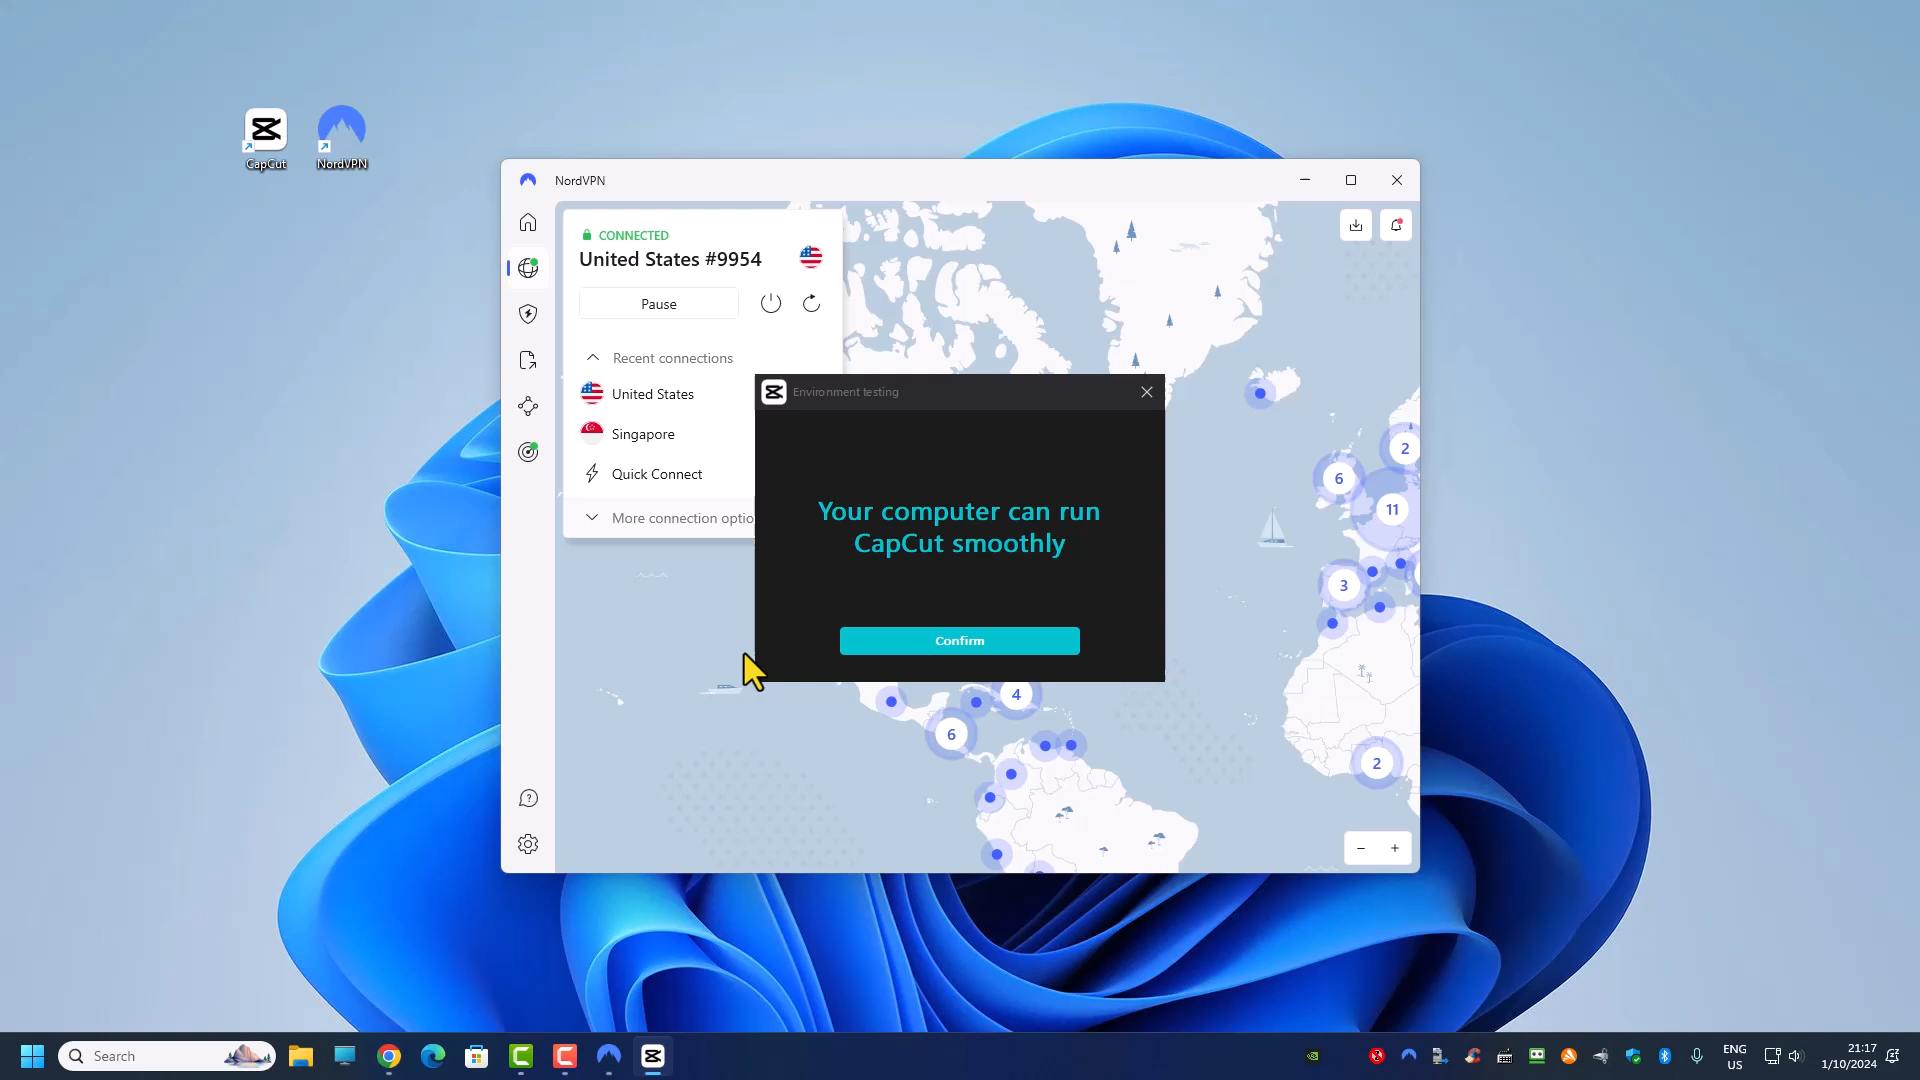 CapCut
NordVPN
NordVPN
CONNECTED
United States #9954
Pause
Recent connections
United States
Singapore
Quick Connect
More connection optio
Environment testing
Your computer can run
CapCut smoothly
Confirm
2
6
11
3
4
6
2
Search
ENG
US
21:17
1/10/2024